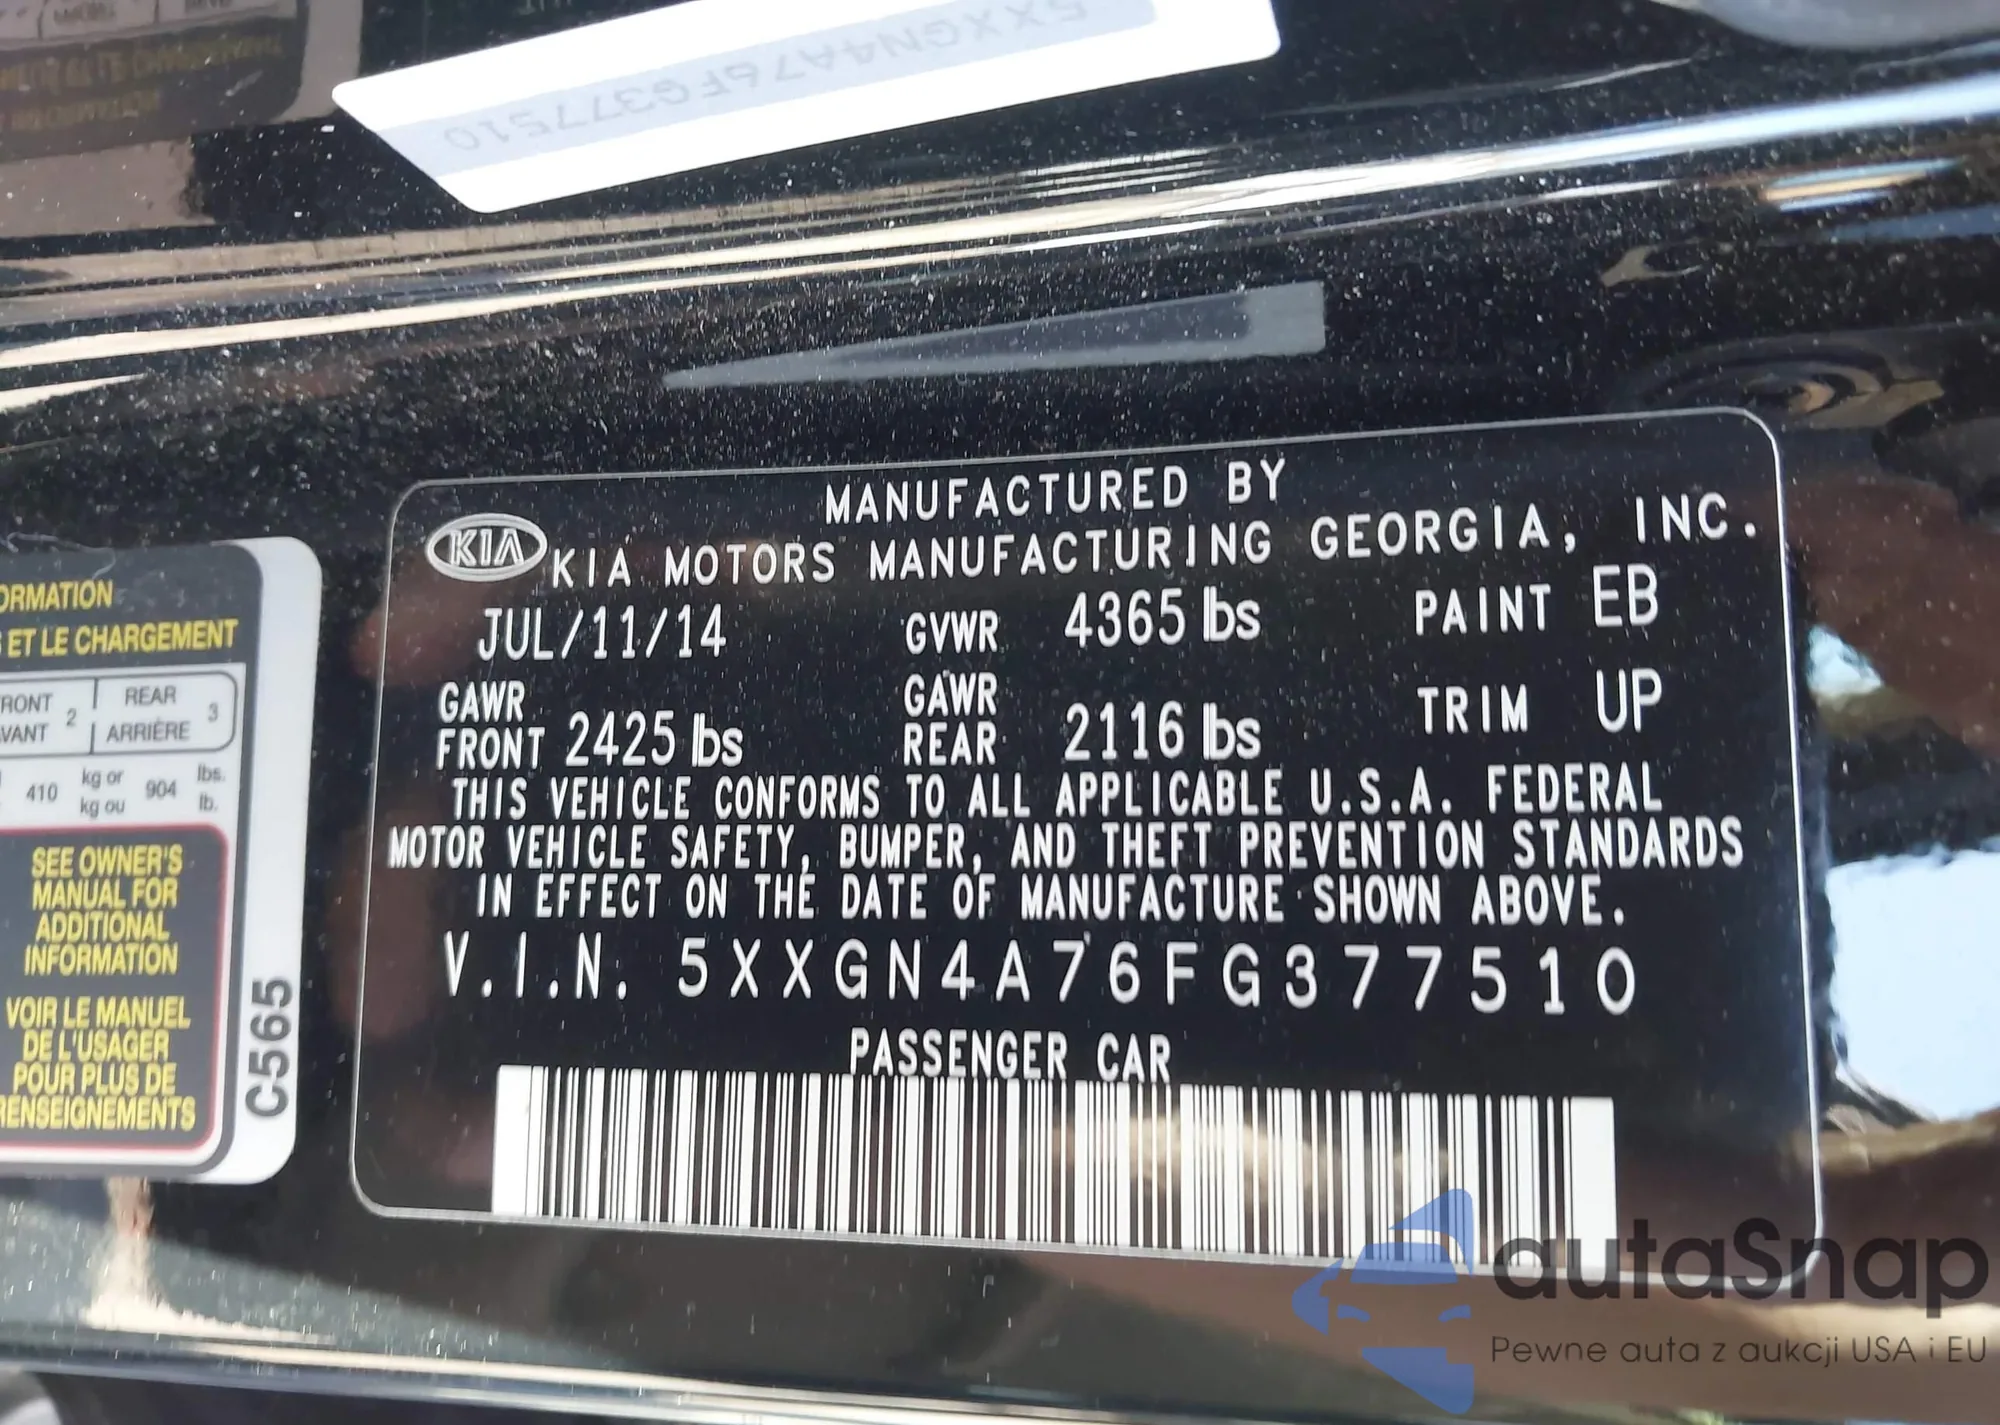 5XXGN4A76FG377510
MANUFACTURED BY
KIA KIA MOTORS MANUFACTURING GEORGIA, INC.
JUL/11/14 GVWR 4365 lbs PAINT EB
GAWR FRONT 2425 lbs GAWR REAR 2116 lbs TRIM UP
THIS VEHICLE CONFORMS TO ALL APPLICABLE U.S.A. FEDERAL
MOTOR VEHICLE SAFETY, BUMPER, AND THEFT PREVENTION STANDARDS
IN EFFECT ON THE DATE OF MANUFACTURE SHOWN ABOVE.
V.I.N. 5XXGN4A76FG377510
PASSENGER CAR
ORMATION
ET LE CHARGEMENT
RONT 2 REAR 3
VANT ARRIÈRE
410 kg or 904 lbs.
kg ou lb.
SEE OWNER'S
MANUAL FOR
ADDITIONAL
INFORMATION
VOIR LE MANUEL
DE L'USAGER
POUR PLUS DE
RENSEIGNEMENTS
C565
autaSnap
Pewne auta z aukcji USA i EU